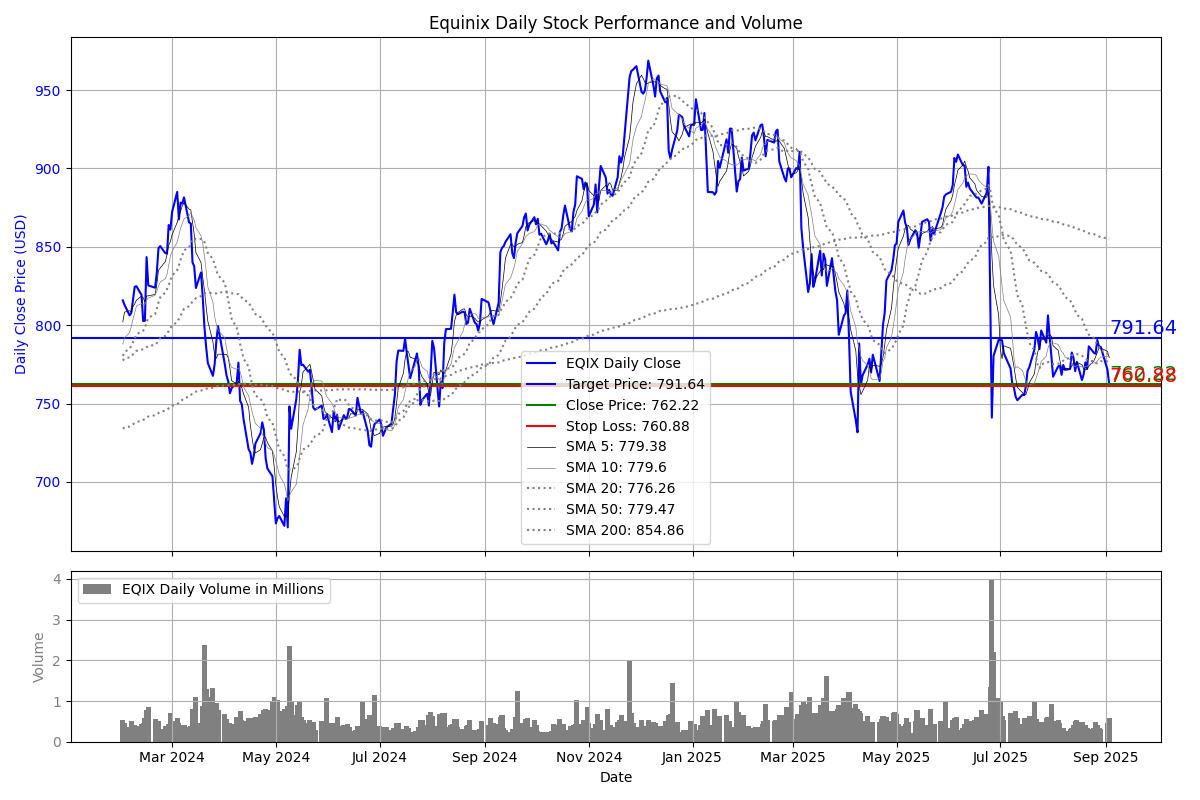 Equinix Daily Stock Performance and Volume
Daily Close Price (USD)
950
900
850
800
750
700
791.64
762.22
760.88
EQIX Daily Close
Target Price: 791.64
Close Price: 762.22
Stop Loss: 760.88
SMA 5: 779.38
SMA 10: 779.6
SMA 20: 776.26
SMA 50: 779.47
SMA 200: 854.86
EQIX Daily Volume in Millions
Volume
4
3
2
1
0
Mar 2024 May 2024 Jul 2024 Sep 2024 Nov 2024 Jan 2025 Mar 2025 May 2025 Jul 2025 Sep 2025
Date